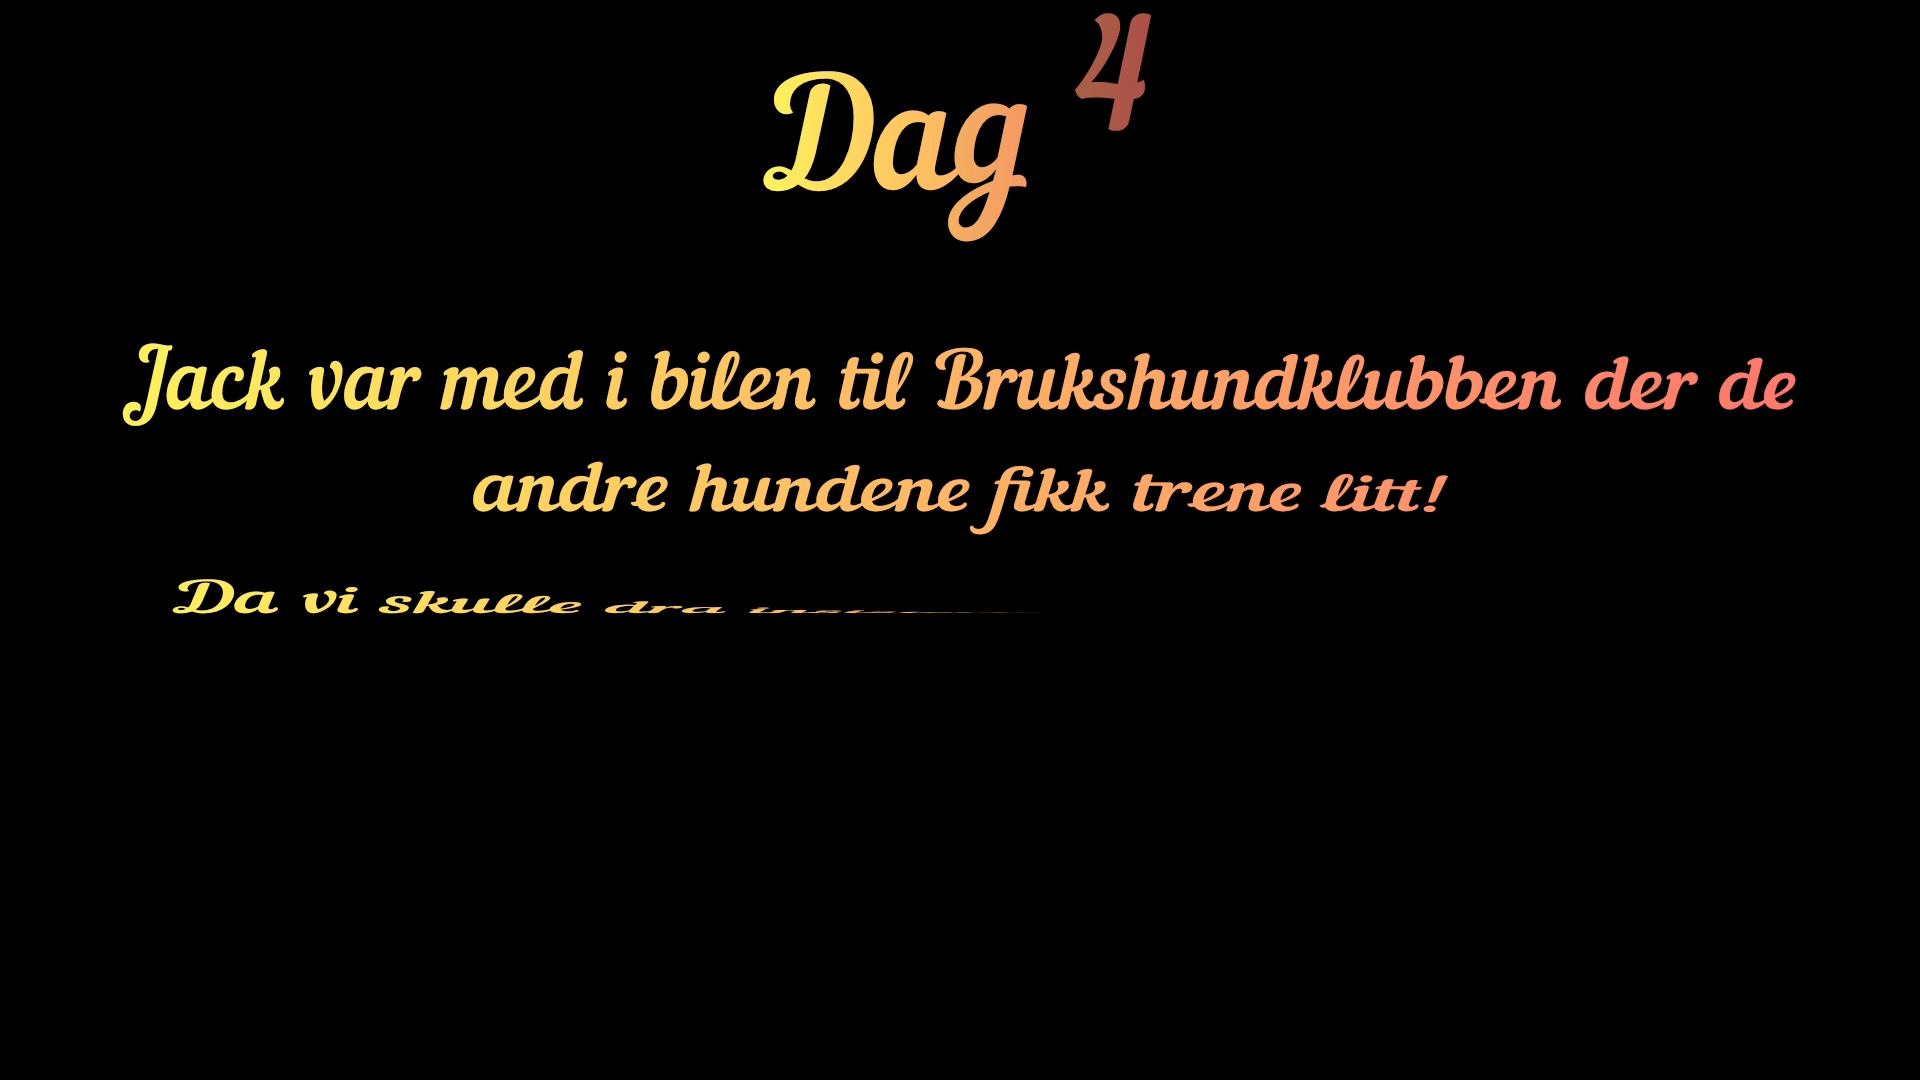 Dag 4
Jack var med i bilen til Brukshundklubben der de
andre hundene fikk trene litt!
Da vi skulle dra